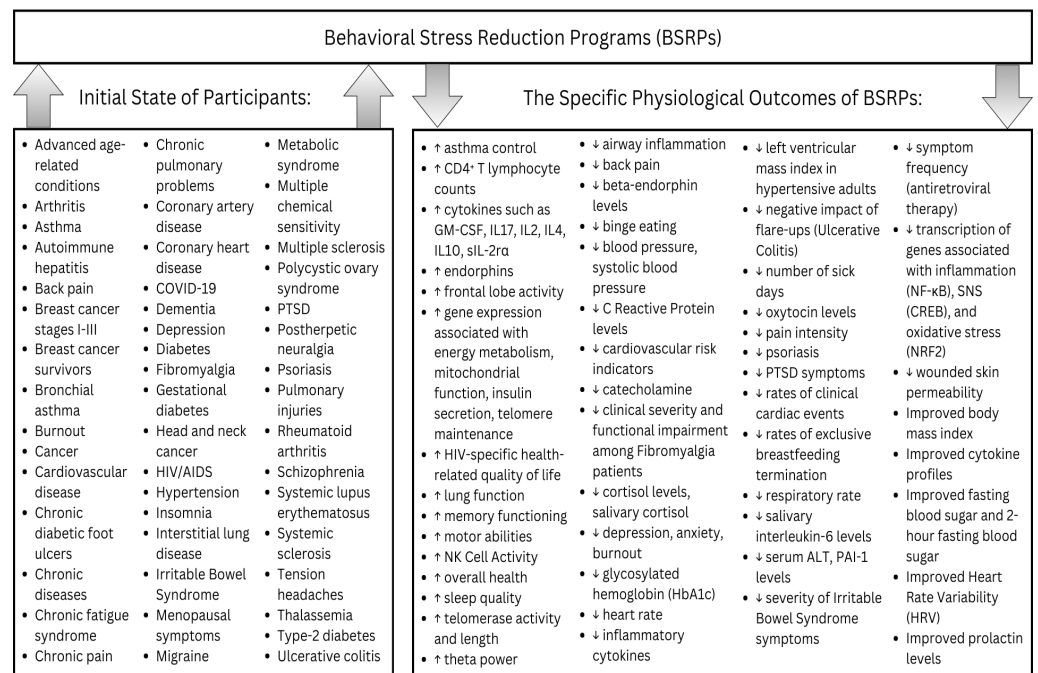 Behavioral Stress Reduction Programs (BSRPs)
Initial State of Participants:
• Advanced age-
related
conditions
• Arthritis
• Asthma
• Autoimmune
hepatitis
• Back pain
• Breast cancer
stages I-III
• Breast cancer
survivors
• Bronchial
asthma
• Burnout
• Cancer
• Cardiovascular
disease
• Chronic
diabetic foot
ulcers
• Chronic
diseases
• Chronic fatigue
syndrome
• Chronic pain
• Chronic
pulmonary
problems
• Coronary artery
disease
• Coronary heart
disease
• COVID-19
• Dementia
• Depression
• Diabetes
• Fibromyalgia
• Gestational
diabetes
• Head and neck
cancer
• HIV/AIDS
• Hypertension
• Insomnia
• Interstitial lung
disease
• Irritable Bowel
Syndrome
• Menopausal
symptoms
• Migraine
• Metabolic
syndrome
• Multiple
chemical
sensitivity
• Multiple sclerosis
• Polycystic ovary
syndrome
• PTSD
• Postherpetic
neuralgia
• Psoriasis
• Pulmonary
injuries
• Rheumatoid
arthritis
• Schizophrenia
• Systemic lupus
erythematosus
• Systemic
sclerosis
• Tension
headaches
• Thalassemia
• Type-2 diabetes
• Ulcerative colitis
The Specific Physiological Outcomes of BSRPs:
• ↑ asthma control
• ↑ CD4⁺ T lymphocyte
counts
• ↑ cytokines such as
GM-CSF, IL17, IL2, IL4,
IL10, sIL-2rα
• ↑ endorphins
• ↑ frontal lobe activity
• ↑ gene expression
associated with
energy metabolism,
mitochondrial
function, insulin
secretion, telomere
maintenance
• ↑ HIV-specific health-
related quality of life
• ↑ lung function
• ↑ memory functioning
• ↑ motor abilities
• ↑ NK Cell Activity
• ↑ overall health
• ↑ sleep quality
• ↑ telomerase activity
and length
• ↑ theta power
• ↓ airway inflammation
• ↓ back pain
• ↓ beta-endorphin
levels
• ↓ binge eating
• ↓ blood pressure,
systolic blood
pressure
• ↓ C Reactive Protein
levels
• ↓ cardiovascular risk
indicators
• ↓ catecholamine
• ↓ clinical severity and
functional impairment
among Fibromyalgia
patients
• ↓ cortisol levels,
salivary cortisol
• ↓ depression, anxiety,
burnout
• ↓ glycosylated
hemoglobin (HbA1c)
• ↓ heart rate
• ↓ inflammatory
cytokines
• ↓ left ventricular
mass index in
hypertensive adults
• ↓ negative impact of
flare-ups (Ulcerative
Colitis)
• ↓ number of sick
days
• ↓ oxytocin levels
• ↓ pain intensity
• ↓ psoriasis
• ↓ PTSD symptoms
• ↓ rates of clinical
cardiac events
• ↓ rates of exclusive
breastfeeding
termination
• ↓ respiratory rate
• ↓ salivary
interleukin-6 levels
• ↓ serum ALT, PAI-1
levels
• ↓ severity of Irritable
Bowel Syndrome
symptoms
• ↓ symptom
frequency
(antiretroviral
therapy)
• ↓ transcription of
genes associated
with inflammation
(NF-κB), SNS
(CREB), and
oxidative stress
(NRF2)
• ↓ wounded skin
permeability
• Improved body
mass index
• Improved cytokine
profiles
• Improved fasting
blood sugar and 2-
hour fasting blood
sugar
• Improved Heart
Rate Variability
(HRV)
• Improved prolactin
levels